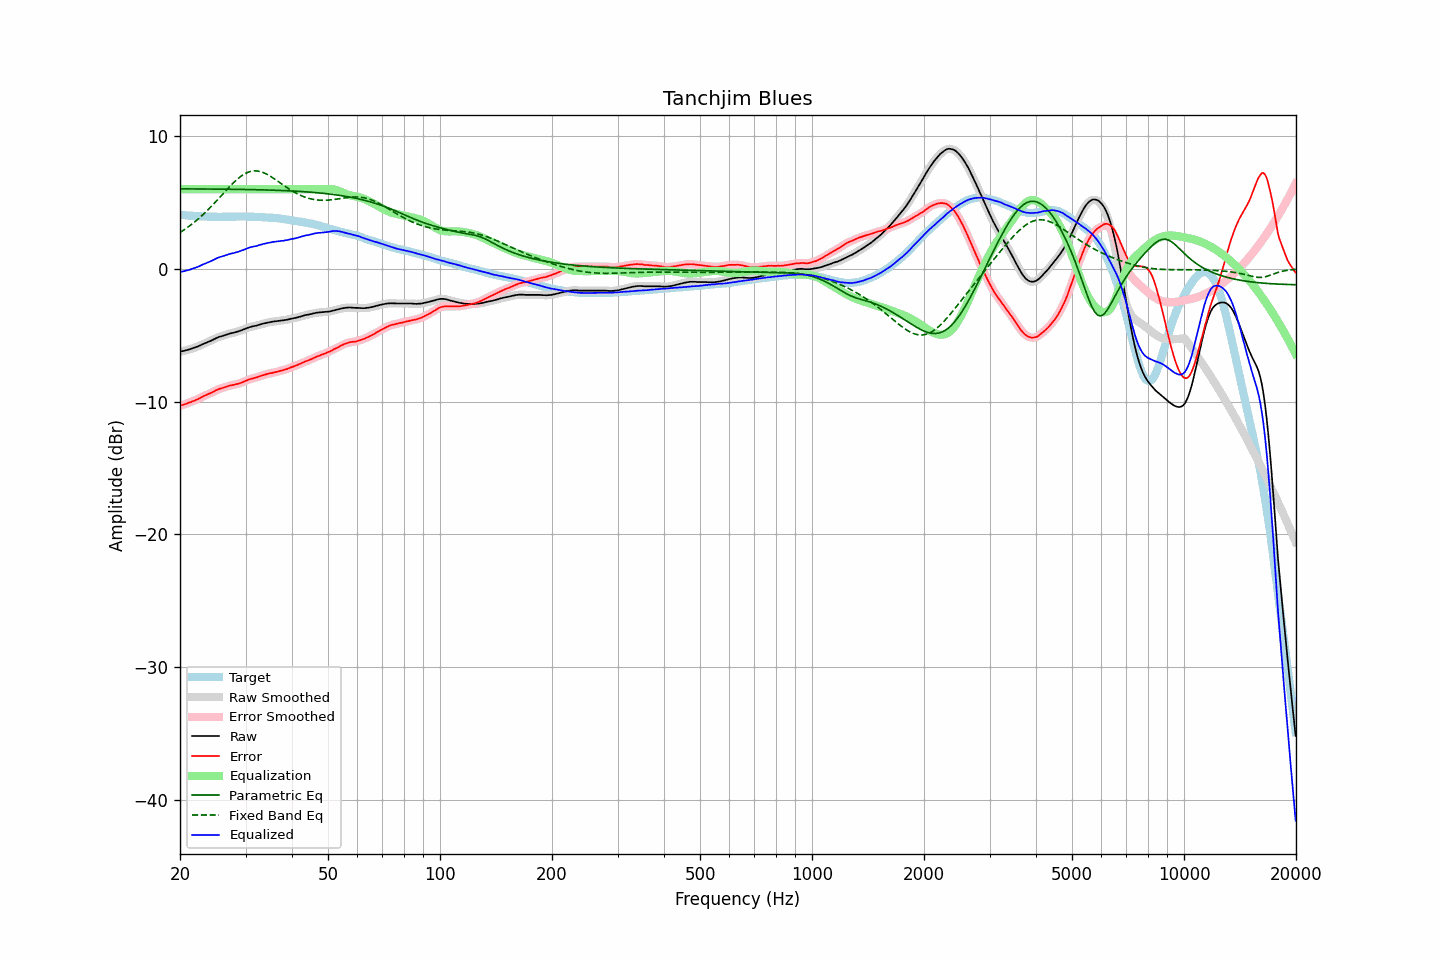 Tanchjim Blues
10
0
−10
−20
−30
−40
Amplitude (dBr)
Target
Raw Smoothed
Error Smoothed
Raw
Error
Equalization
Parametric Eq
Fixed Band Eq
Equalized
20 50 100 200 500 1000 2000 5000 10000 20000
Frequency (Hz)